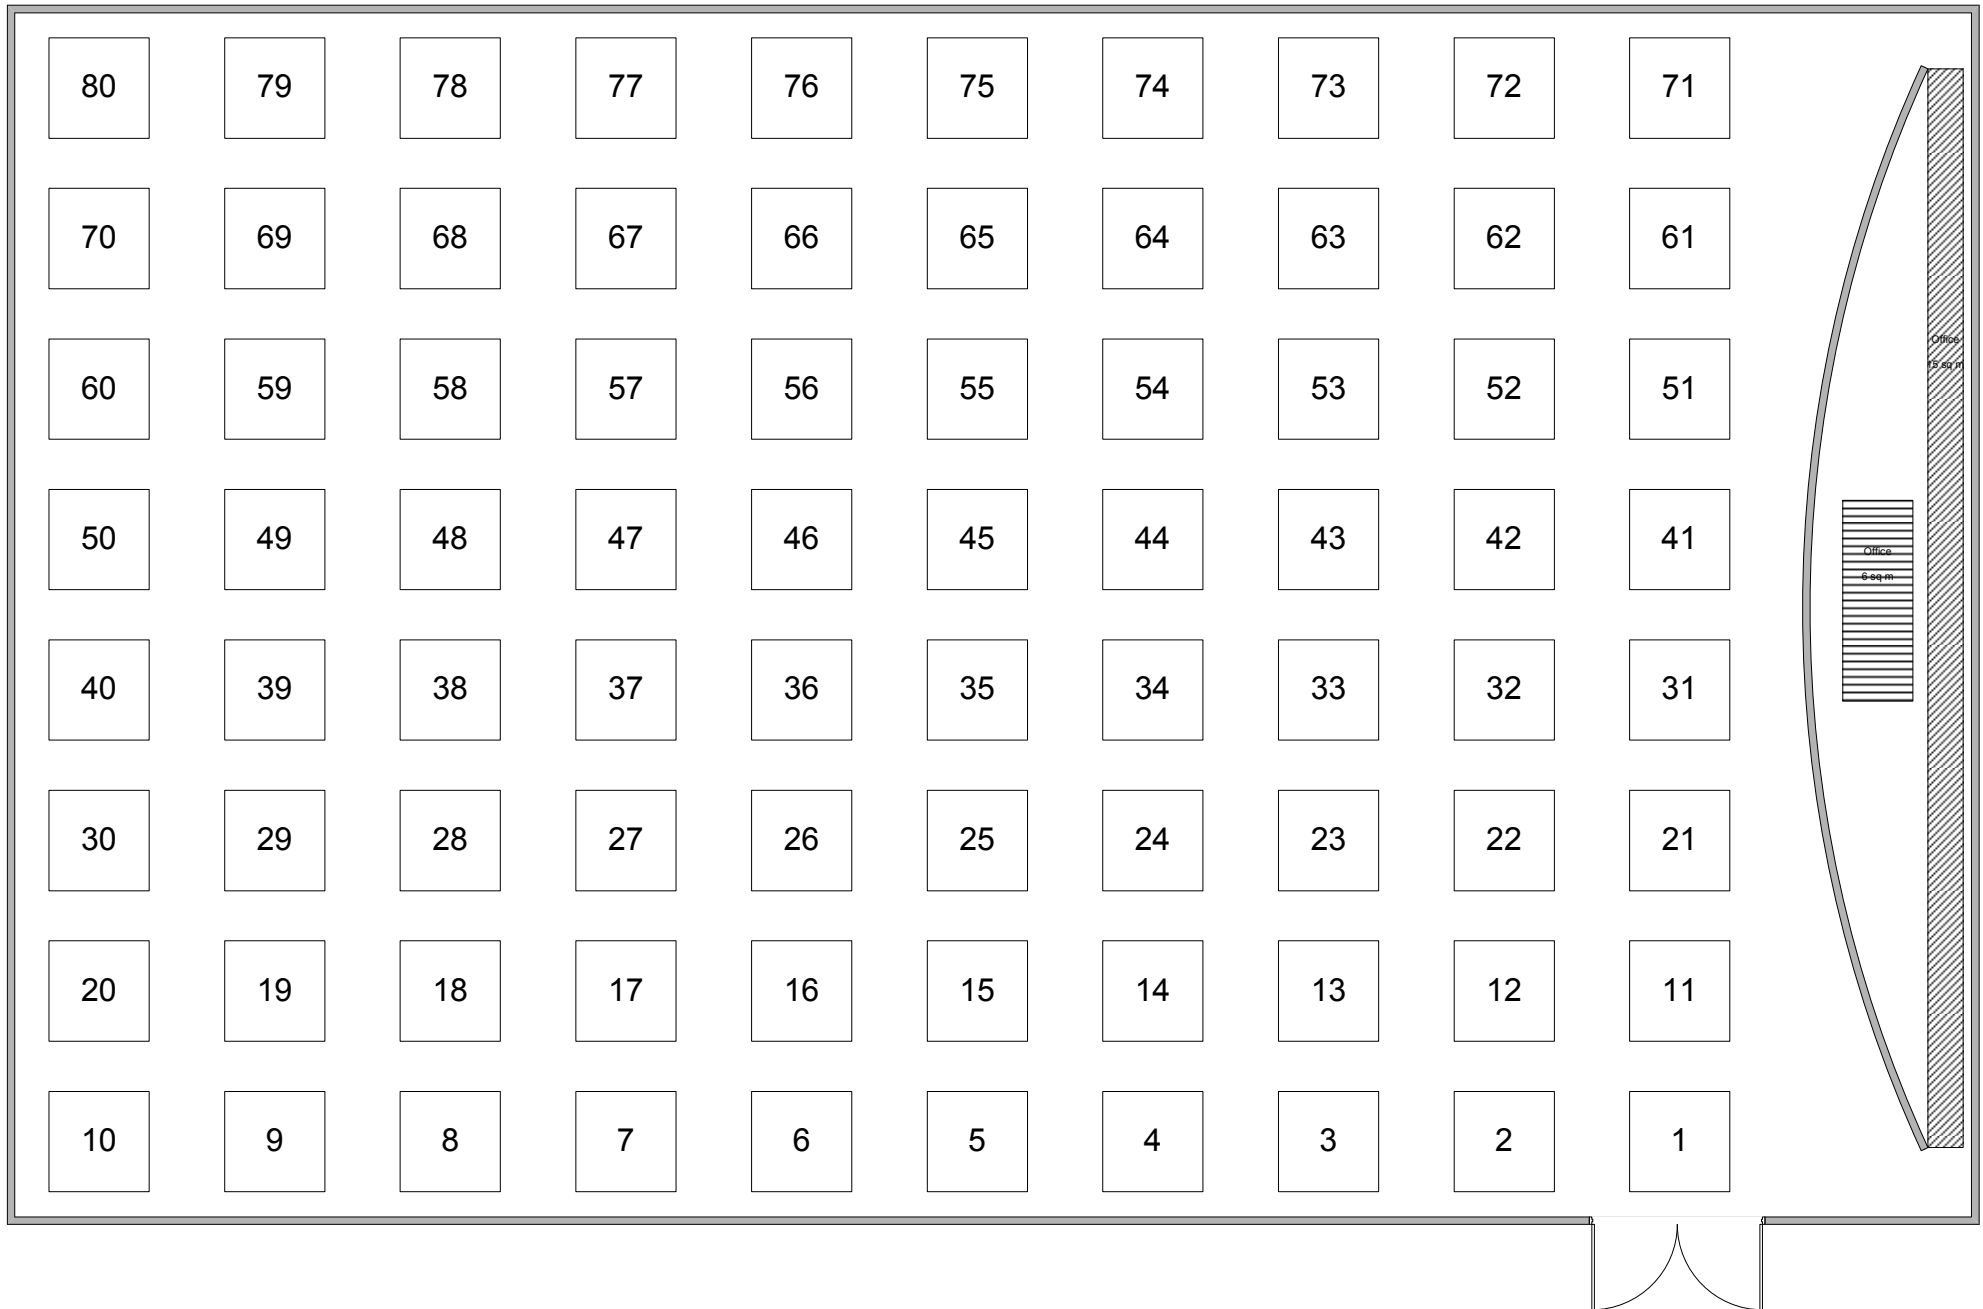 80 79 78 77 76 75 74 73 72 71
70 69 68 67 66 65 64 63 62 61
Office
15 sq m
60 59 58 57 56 55 54 53 52 51
50 49 48 47 46 45 44 43 42 41
Office
6 sq m
40 39 38 37 36 35 34 33 32 31
30 29 28 27 26 25 24 23 22 21
20 19 18 17 16 15 14 13 12 11
10 9 8 7 6 5 4 3 2 1